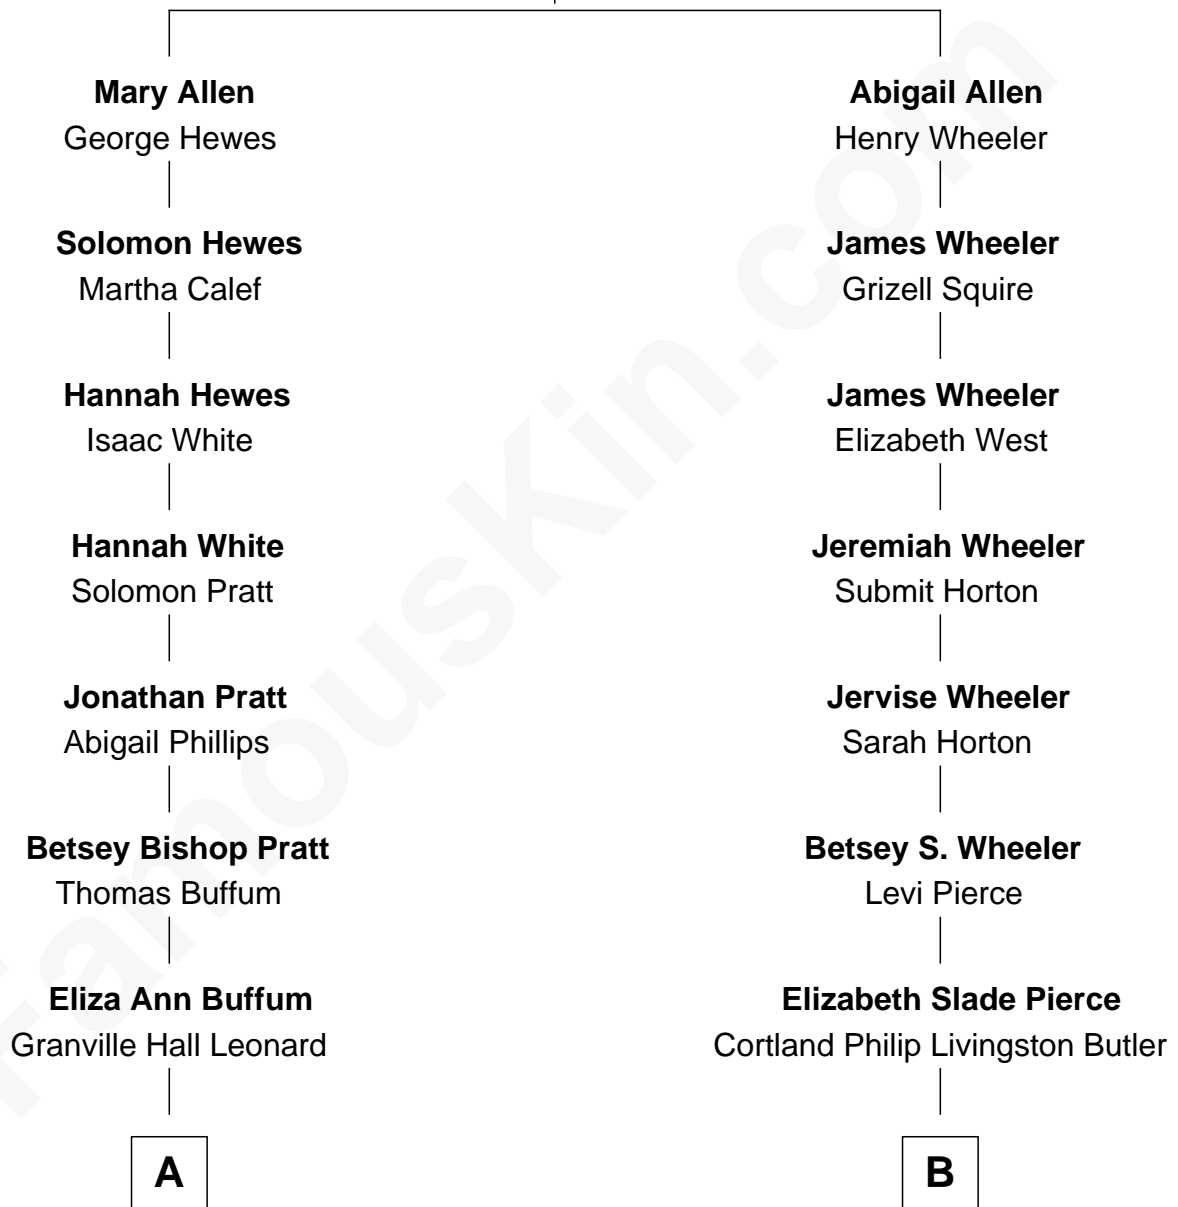 Mary Allen
George Hewes
Abigail Allen
Henry Wheeler
Solomon Hewes
Martha Calef
James Wheeler
Grizell Squire
Hannah Hewes
Isaac White
James Wheeler
Elizabeth West
Hannah White
Solomon Pratt
Jeremiah Wheeler
Submit Horton
Jonathan Pratt
Abigail Phillips
Jervise Wheeler
Sarah Horton
Betsey Bishop Pratt
Thomas Buffum
Betsey S. Wheeler
Levi Pierce
Eliza Ann Buffum
Granville Hall Leonard
Elizabeth Slade Pierce
Cortland Philip Livingston Butler
A
B
FamousKin.com